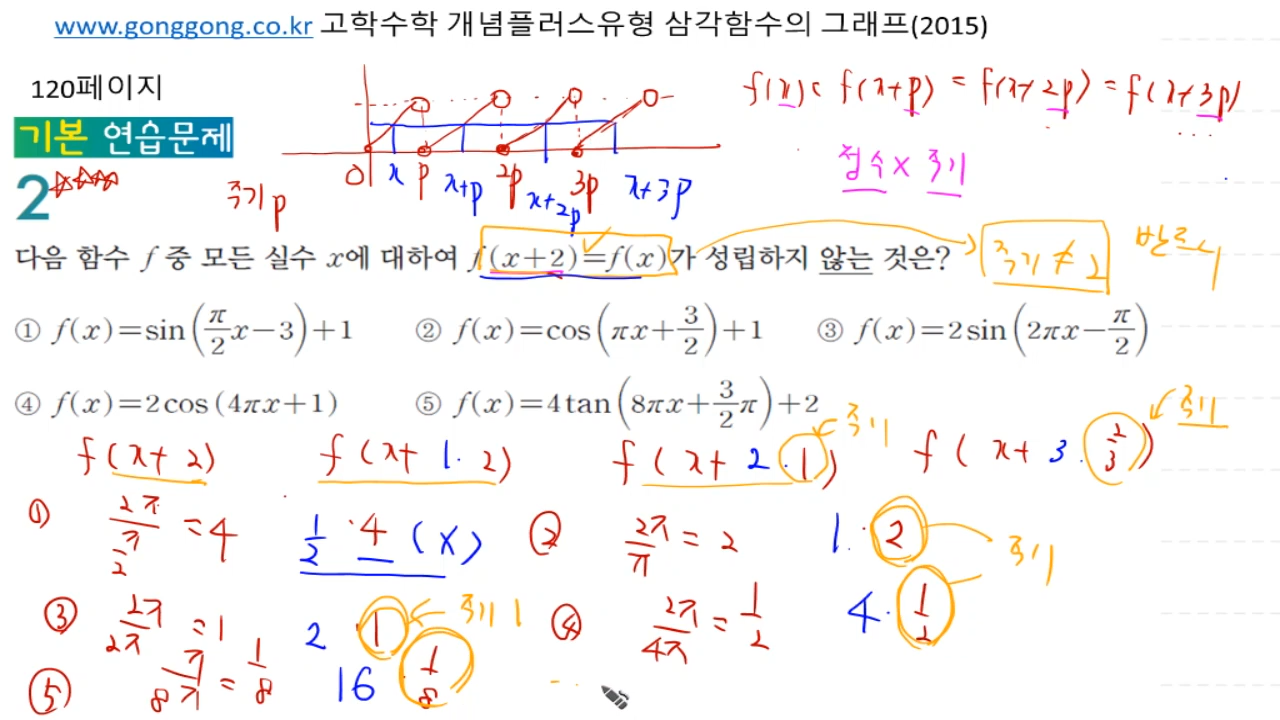 www.gonggong.co.kr 고학수학 개념플러스유형 삼각함수의 그래프(2015)
120페이지
기본 연습문제
2
주기 p
0 x p x+p 2p x+2p 3p x+3p
f(x) = f(x+p) = f(x+2p) = f(x+3p)
...
정수 × 주기
다음 함수 f 중 모든 실수 x에 대하여 f(x+2)=f(x)가 성립하지 않는 것은?
주기 ≠ 2 반드시
① f(x)=sin(π/2 x−3)+1 ② f(x)=cos(πx+3/2)+1 ③ f(x)=2sin(2πx−π/2)
④ f(x)=2cos(4πx+1) ⑤ f(x)=4tan(8πx+3/2 π)+2
주기 주기
f(x+2) f(x+1·2) f(x+2·1) f(x+3·2/3)
① 2π/(π/2) = 4 1/2·4 (×) ② 2π/π = 2 1·2 주기
③ 2π/2π = 1 2·1 주기 1 ④ 2π/4π = 1/2 4·1/2
⑤ π/8π = 1/8 16·1/8